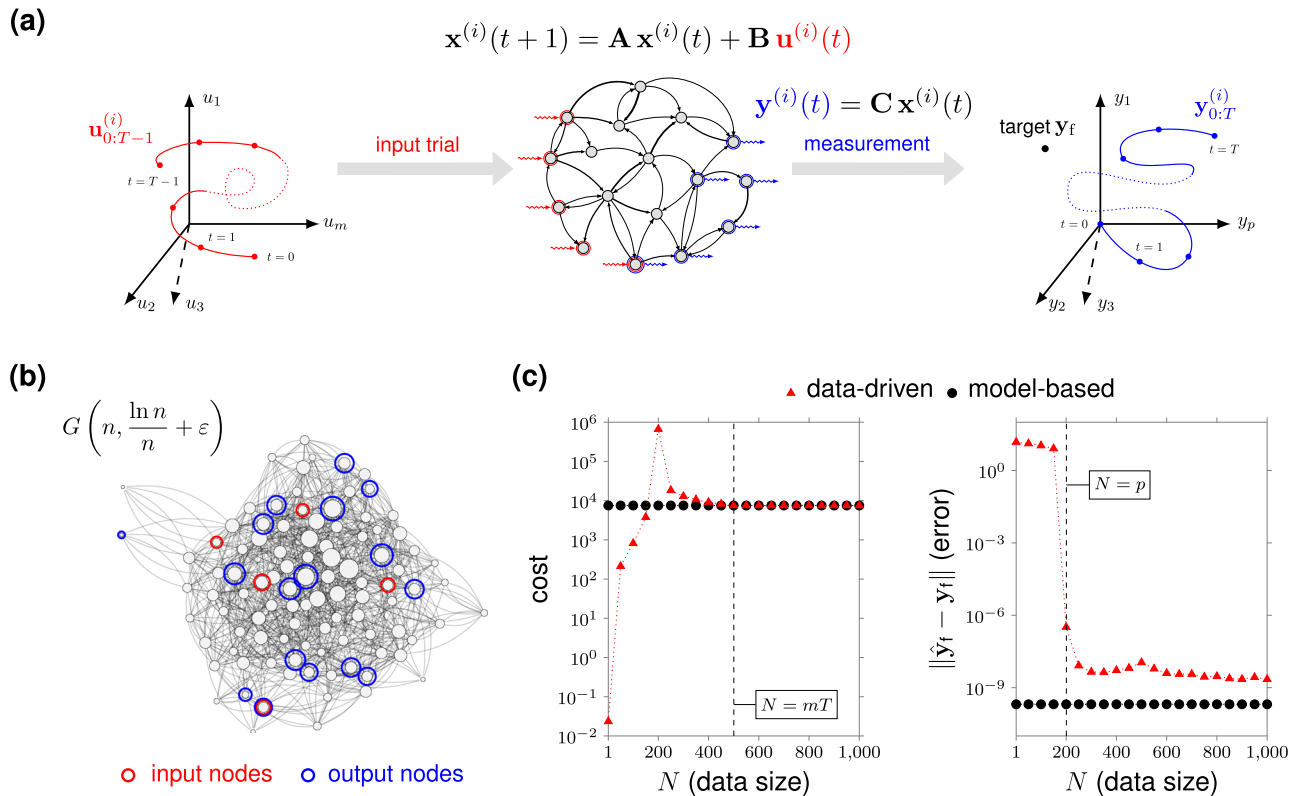 (a)
x^(i)(t+1) = A x^(i)(t) + B u^(i)(t)
u_1
u^(i)_{0:T−1}
t = T − 1
u_m
t = 1
t = 0
u_2
u_3
input trial
y^(i)(t) = C x^(i)(t)
measurement
y_1
y^(i)_{0:T}
target y_f
t = T
t = 0
y_p
t = 1
y_2
y_3
(b)
G(n, ln n / n + ε)
input nodes
output nodes
(c)
data-driven
model-based
10^6
10^5
10^4
10^3
10^2
10^1
10^0
10^−1
10^−2
cost
N = mT
1 200 400 600 800 1,000
N (data size)
10^0
10^−3
10^−6
10^−9
‖ŷ_f − y_f‖ (error)
N = p
1 200 400 600 800 1,000
N (data size)